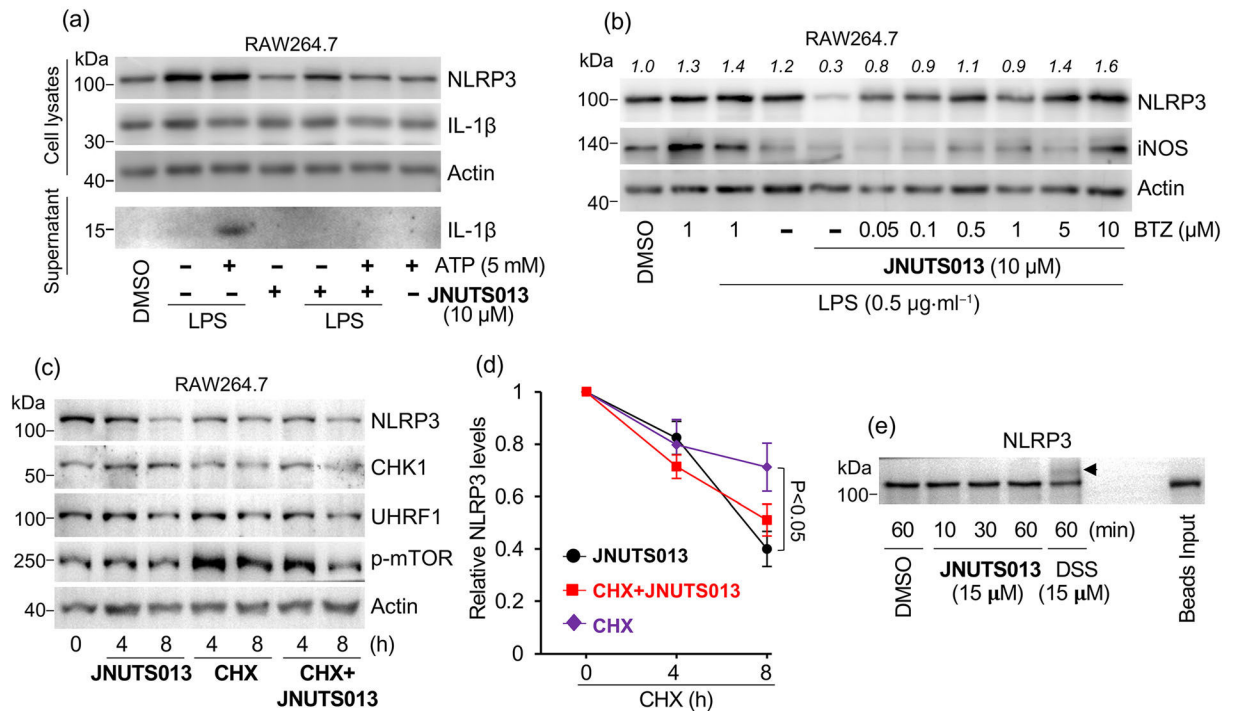 (a)
RAW264.7
kDa
Cell lysates
100
NLRP3
30
IL-1β
40
Actin
Supernatant
15
IL-1β
DMSO
– + – – + + ATP (5 mM)
– – + + + – JNUTS013
LPS LPS (10 μM)
(b)
RAW264.7
kDa
1.0 1.3 1.4 1.2 0.3 0.8 0.9 1.1 0.9 1.4 1.6
100
NLRP3
140
iNOS
40
Actin
DMSO
1 1 – – 0.05 0.1 0.5 1 5 10 BTZ (μM)
JNUTS013 (10 μM)
LPS (0.5 μg·ml⁻¹)
(c)
RAW264.7
kDa
100
NLRP3
50
CHK1
100
UHRF1
250
p-mTOR
40
Actin
0 4 8 4 8 4 8 (h)
JNUTS013 CHX CHX+
JNUTS013
(d)
Relative NLRP3 levels
1
0.8
0.6
0.4
0.2
0
P<0.05
JNUTS013
CHX+JNUTS013
CHX
0 4 8
CHX (h)
(e)
NLRP3
kDa
100
60 10 30 60 60 (min)
DMSO
JNUTS013 DSS
(15 μM) (15 μM)
Beads Input